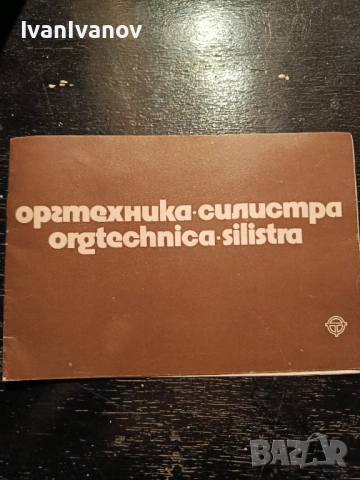 IvanIvanov
оргтехника·силистра
orgtechnica·silistra
BAZAR